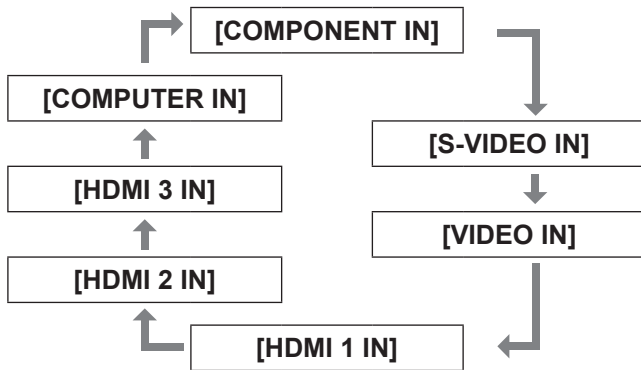 [COMPONENT IN]
[COMPUTER IN]
[S-VIDEO IN]
[HDMI 3 IN]
[VIDEO IN]
[HDMI 2 IN]
[HDMI 1 IN]